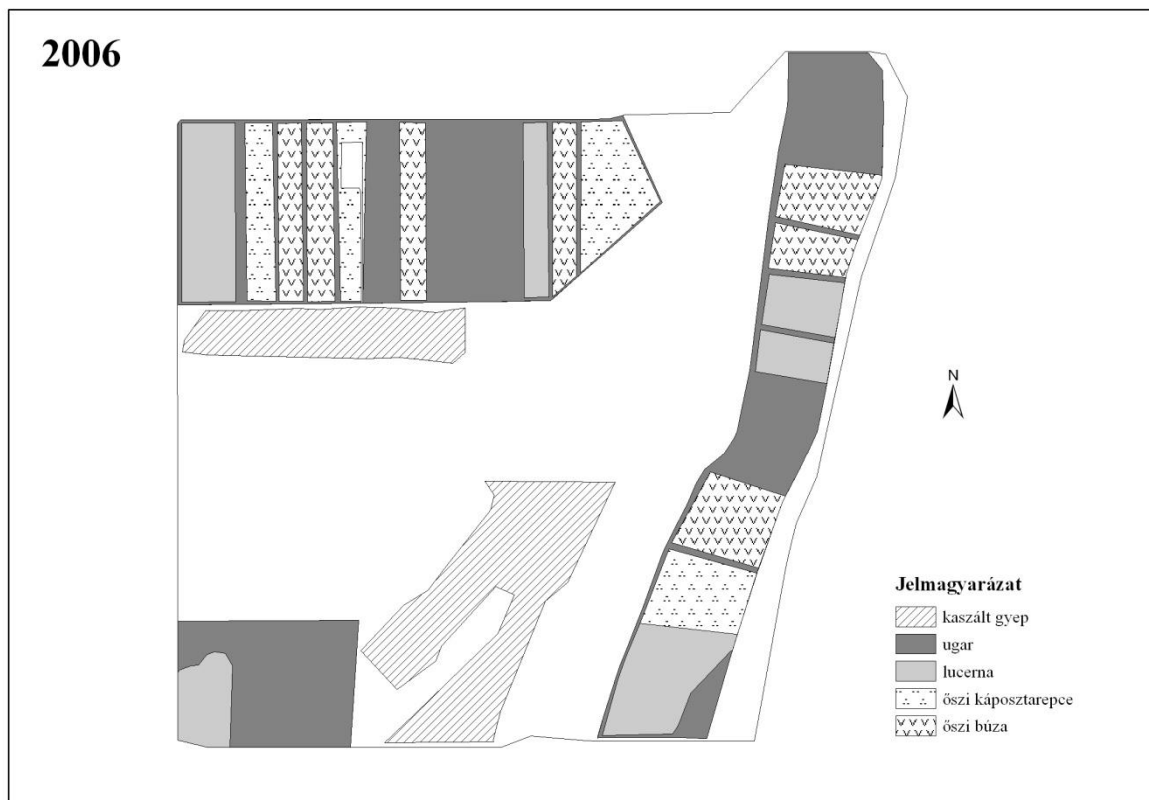 2006
N
Jelmagyarázat
kaszált gyep
ugar
lucerna
őszi káposztarepce
őszi búza